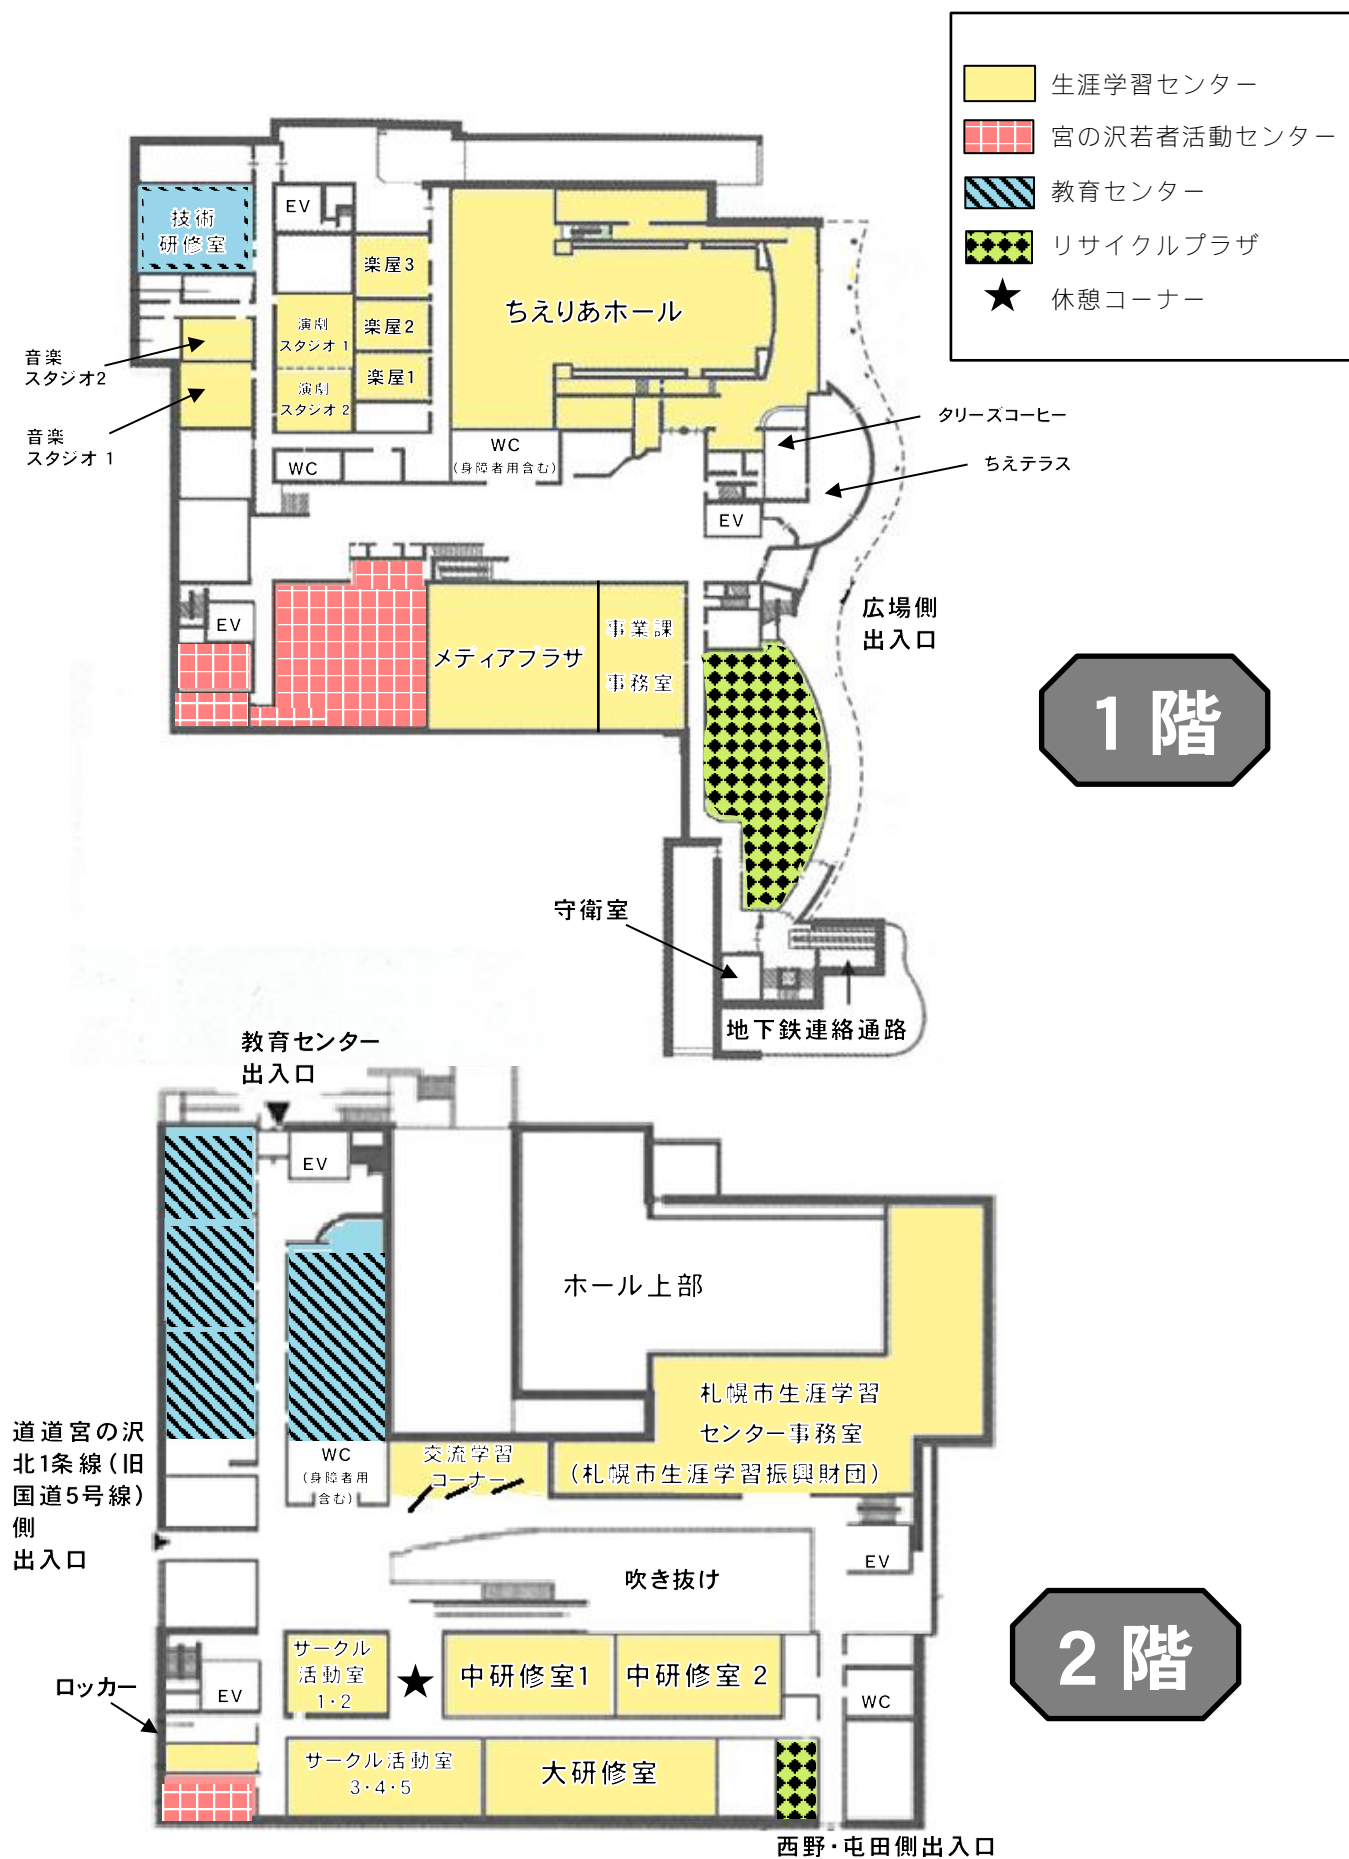 生涯学習センター
宮の沢若者活動センター
教育センター
リサイクルプラザ
★ 休憩コーナー
EV
技術
研修室
楽屋3
ちえりあホール
演劇
スタジオ1
楽屋2
音楽
スタジオ2
楽屋1
演劇
スタジオ2
音楽
スタジオ1
タリーズコーヒー
WC
(身障者用含む)
WC
ちえテラス
EV
広場側
出入口
EV
事業課
事務室
メディアプラザ
1階
守衛室
地下鉄連絡通路
教育センター
出入口
EV
ホール上部
札幌市生涯学習
センター事務室
(札幌市生涯学習振興財団)
道道宮の沢
北1条線(旧
国道5号線)
側
出入口
WC
(身障者用
含む)
交流学習
コーナー
EV
吹き抜け
2階
サークル
活動室
1・2
★
中研修室1
中研修室2
ロッカー
EV
WC
サークル活動室
3・4・5
大研修室
西野・屯田側出入口